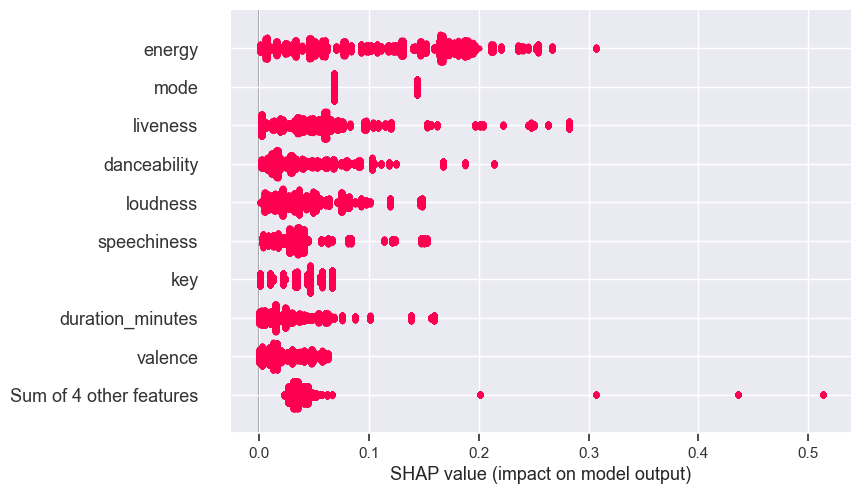 energy
mode
liveness
danceability
loudness
speechiness
key
duration_minutes
valence
Sum of 4 other features
0.0 0.1 0.2 0.3 0.4 0.5
SHAP value (impact on model output)